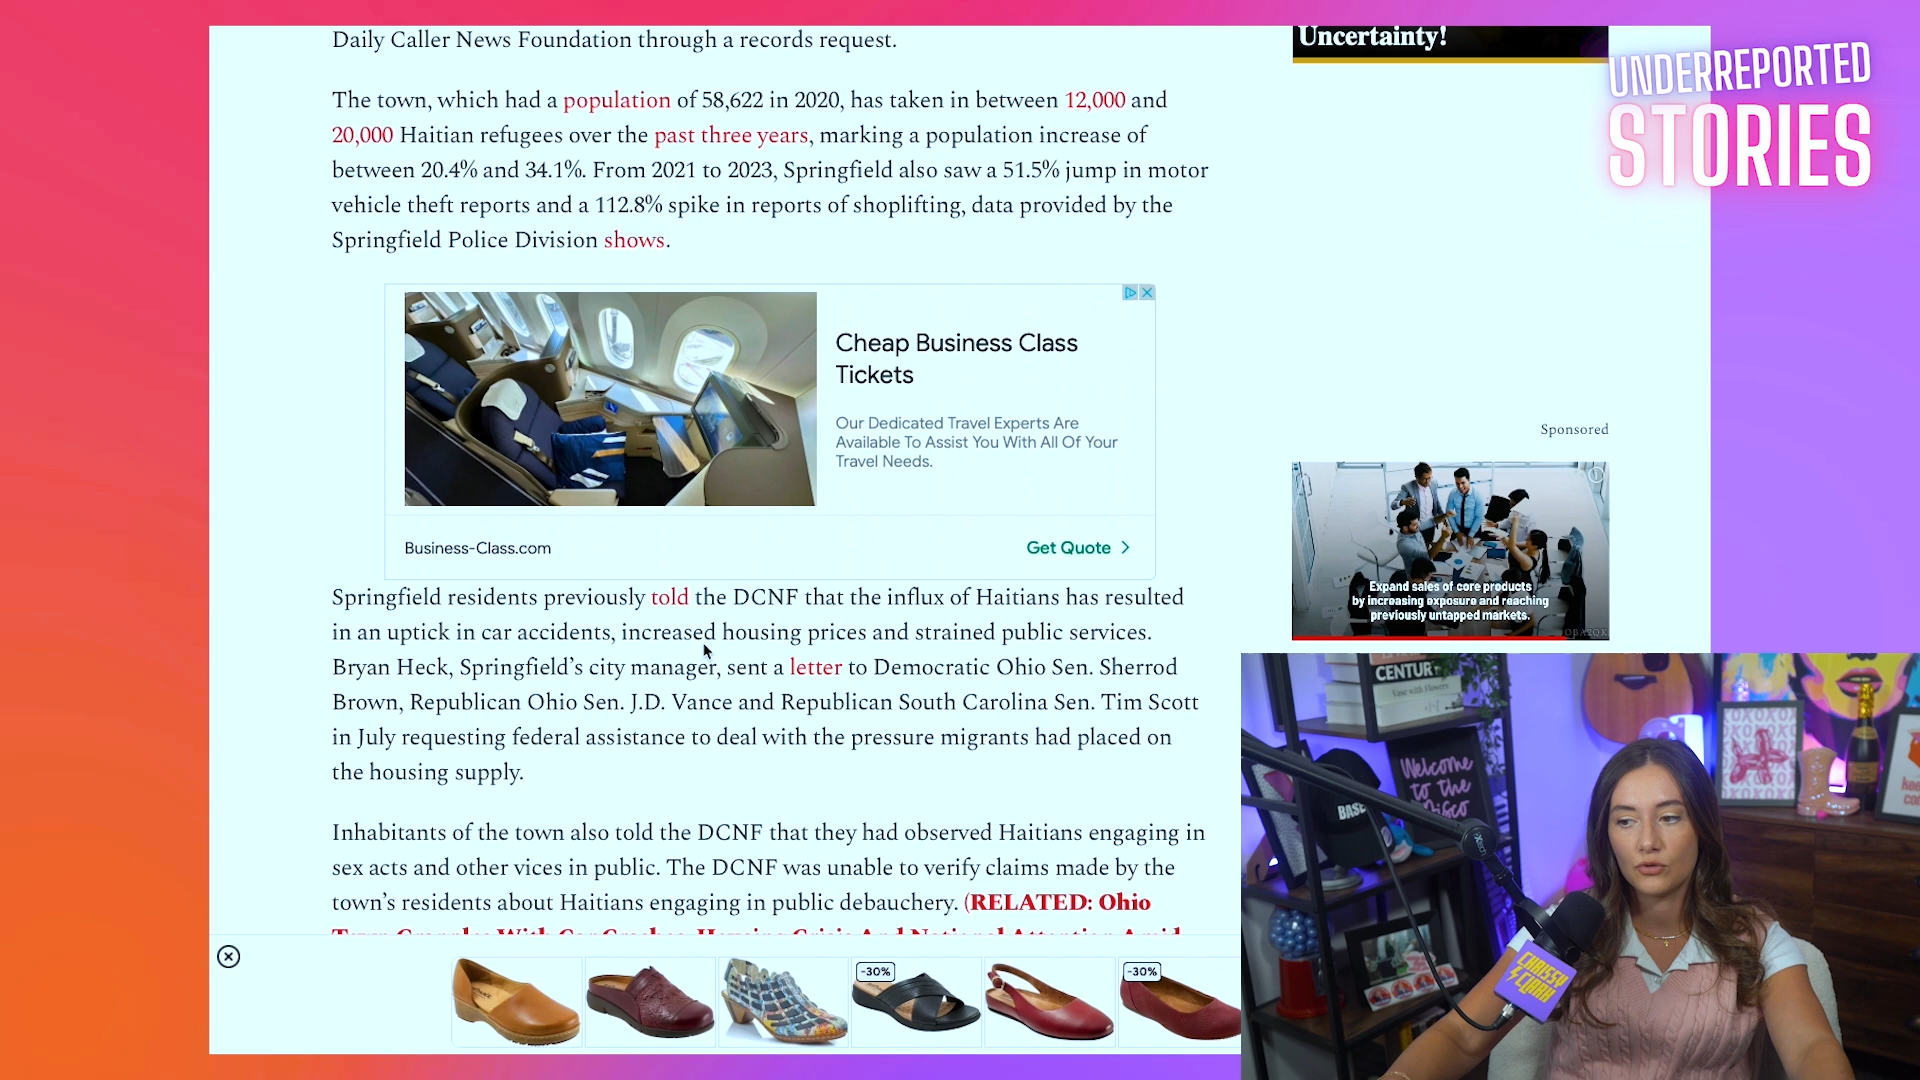 Daily Caller News Foundation through a records request.
Uncertainty!
UNDERREPORTED
STORIES
The town, which had a population of 58,622 in 2020, has taken in between 12,000 and
20,000 Haitian refugees over the past three years, marking a population increase of
between 20.4% and 34.1%. From 2021 to 2023, Springfield also saw a 51.5% jump in motor
vehicle theft reports and a 112.8% spike in reports of shoplifting, data provided by the
Springfield Police Division shows.
Cheap Business Class
Tickets
Our Dedicated Travel Experts Are
Available To Assist You With All Of Your
Travel Needs.
Business-Class.com
Get Quote
Sponsored
Expand sales of core products
by increasing exposure and reaching
previously untapped markets.
Springfield residents previously told the DCNF that the influx of Haitians has resulted
in an uptick in car accidents, increased housing prices and strained public services.
Bryan Heck, Springfield’s city manager, sent a letter to Democratic Ohio Sen. Sherrod
Brown, Republican Ohio Sen. J.D. Vance and Republican South Carolina Sen. Tim Scott
in July requesting federal assistance to deal with the pressure migrants had placed on
the housing supply.
Inhabitants of the town also told the DCNF that they had observed Haitians engaging in
sex acts and other vices in public. The DCNF was unable to verify claims made by the
town’s residents about Haitians engaging in public debauchery. (RELATED: Ohio
Town Grapples With Car Crashes, Housing Crisis And National Attention Amid
-30%
-30%
CENTUR
Vase with Flowers
Welcome
to the
Disco
BASE
XOXOX
CHRISSY
CLARK